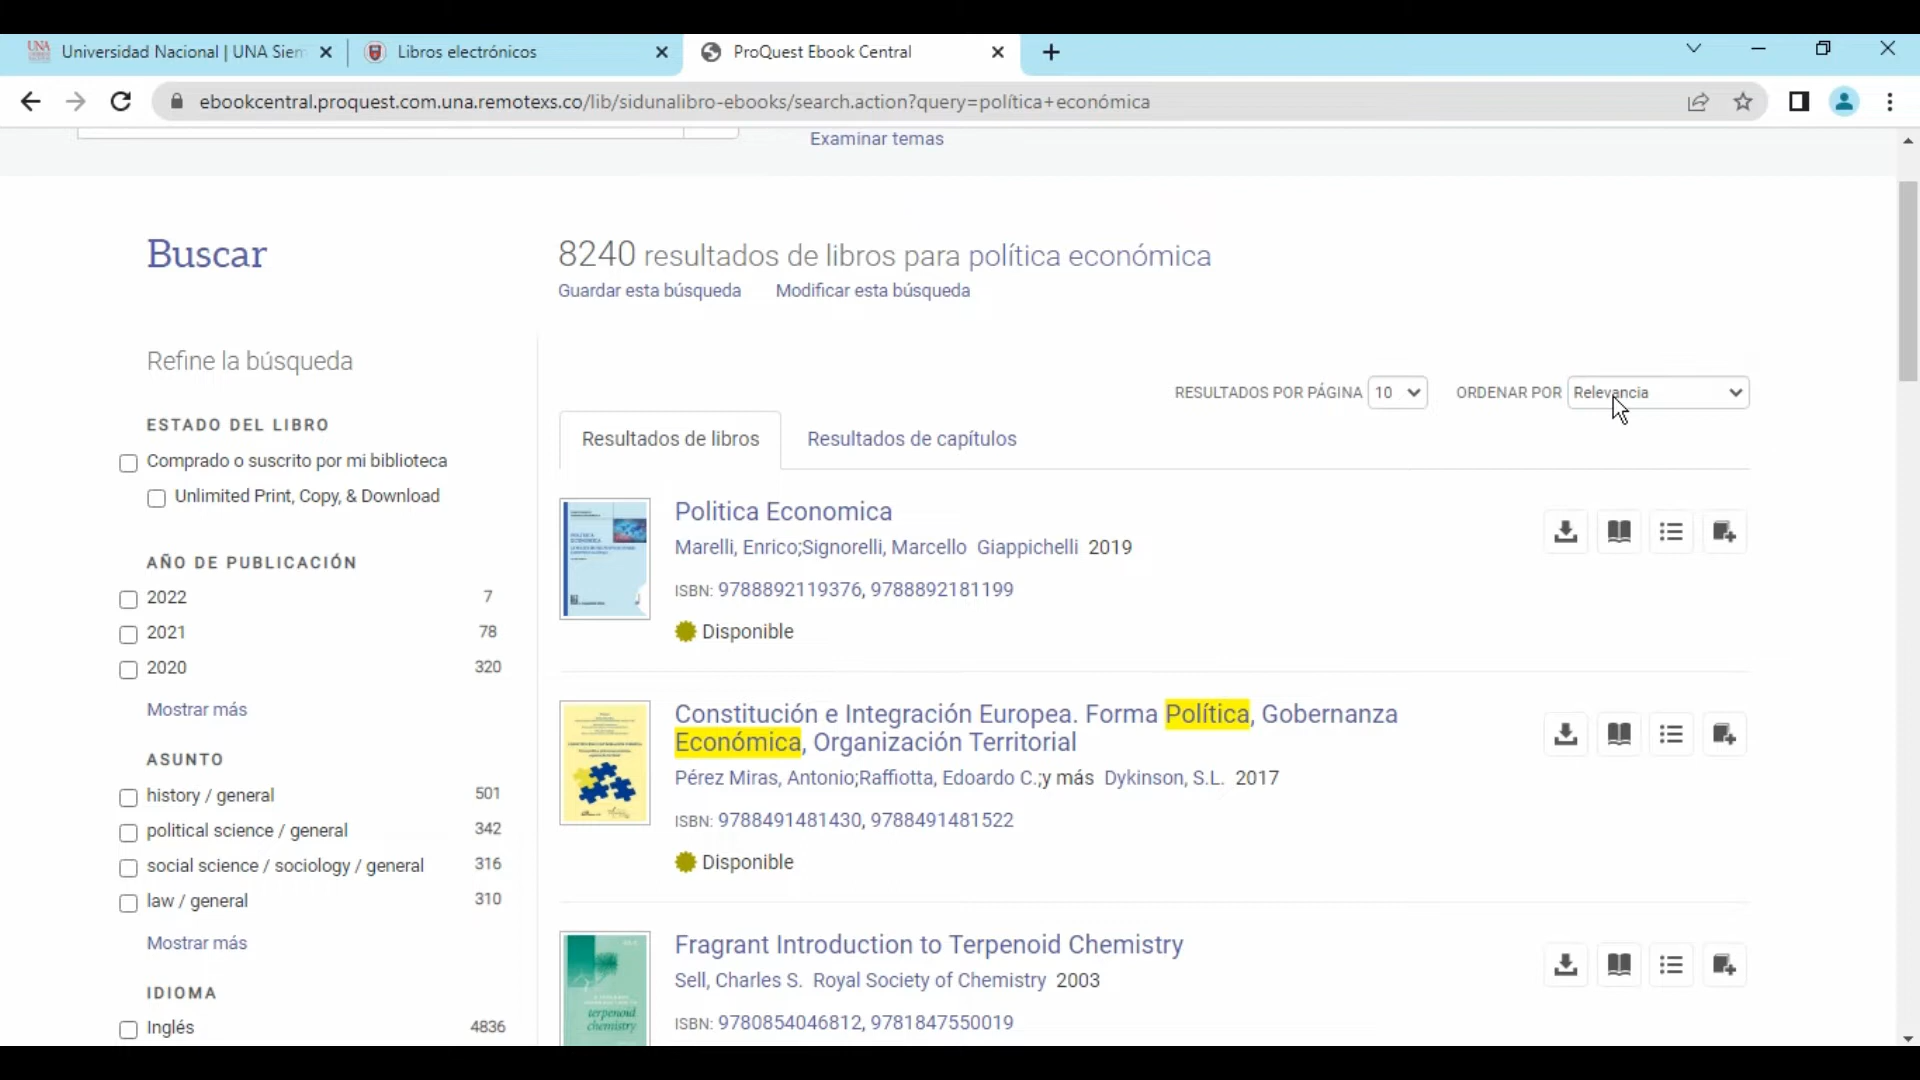 UNA
Universidad Nacional | UNA Sien
Libros electrónicos
ProQuest Ebook Central
ebookcentral.proquest.com.una.remotexs.co/lib/sidunalibro-ebooks/search.action?query=política+económica
Examinar temas
Buscar
8240 resultados de libros para política económica
Guardar esta búsqueda Modificar esta búsqueda
Refine la búsqueda
RESULTADOS POR PÁGINA 10 ORDENAR POR Relevancia
ESTADO DEL LIBRO
Comprado o suscrito por mi biblioteca
Unlimited Print, Copy, & Download
AÑO DE PUBLICACIÓN
2022 7
2021 78
2020 320
Mostrar más
ASUNTO
history / general 501
political science / general 342
social science / sociology / general 316
law / general 310
Mostrar más
IDIOMA
Inglés 4836
Resultados de libros Resultados de capítulos
Politica Economica
Marelli, Enrico;Signorelli, Marcello Giappichelli 2019
ISBN: 9788892119376, 9788892181199
Disponible
Constitución e Integración Europea. Forma Política, Gobernanza
Económica, Organización Territorial
Pérez Miras, Antonio;Raffiotta, Edoardo C.;y más Dykinson, S.L. 2017
ISBN: 9788491481430, 9788491481522
Disponible
Fragrant Introduction to Terpenoid Chemistry
Sell, Charles S. Royal Society of Chemistry 2003
ISBN: 9780854046812, 9781847550019
terpenoid
chemistry